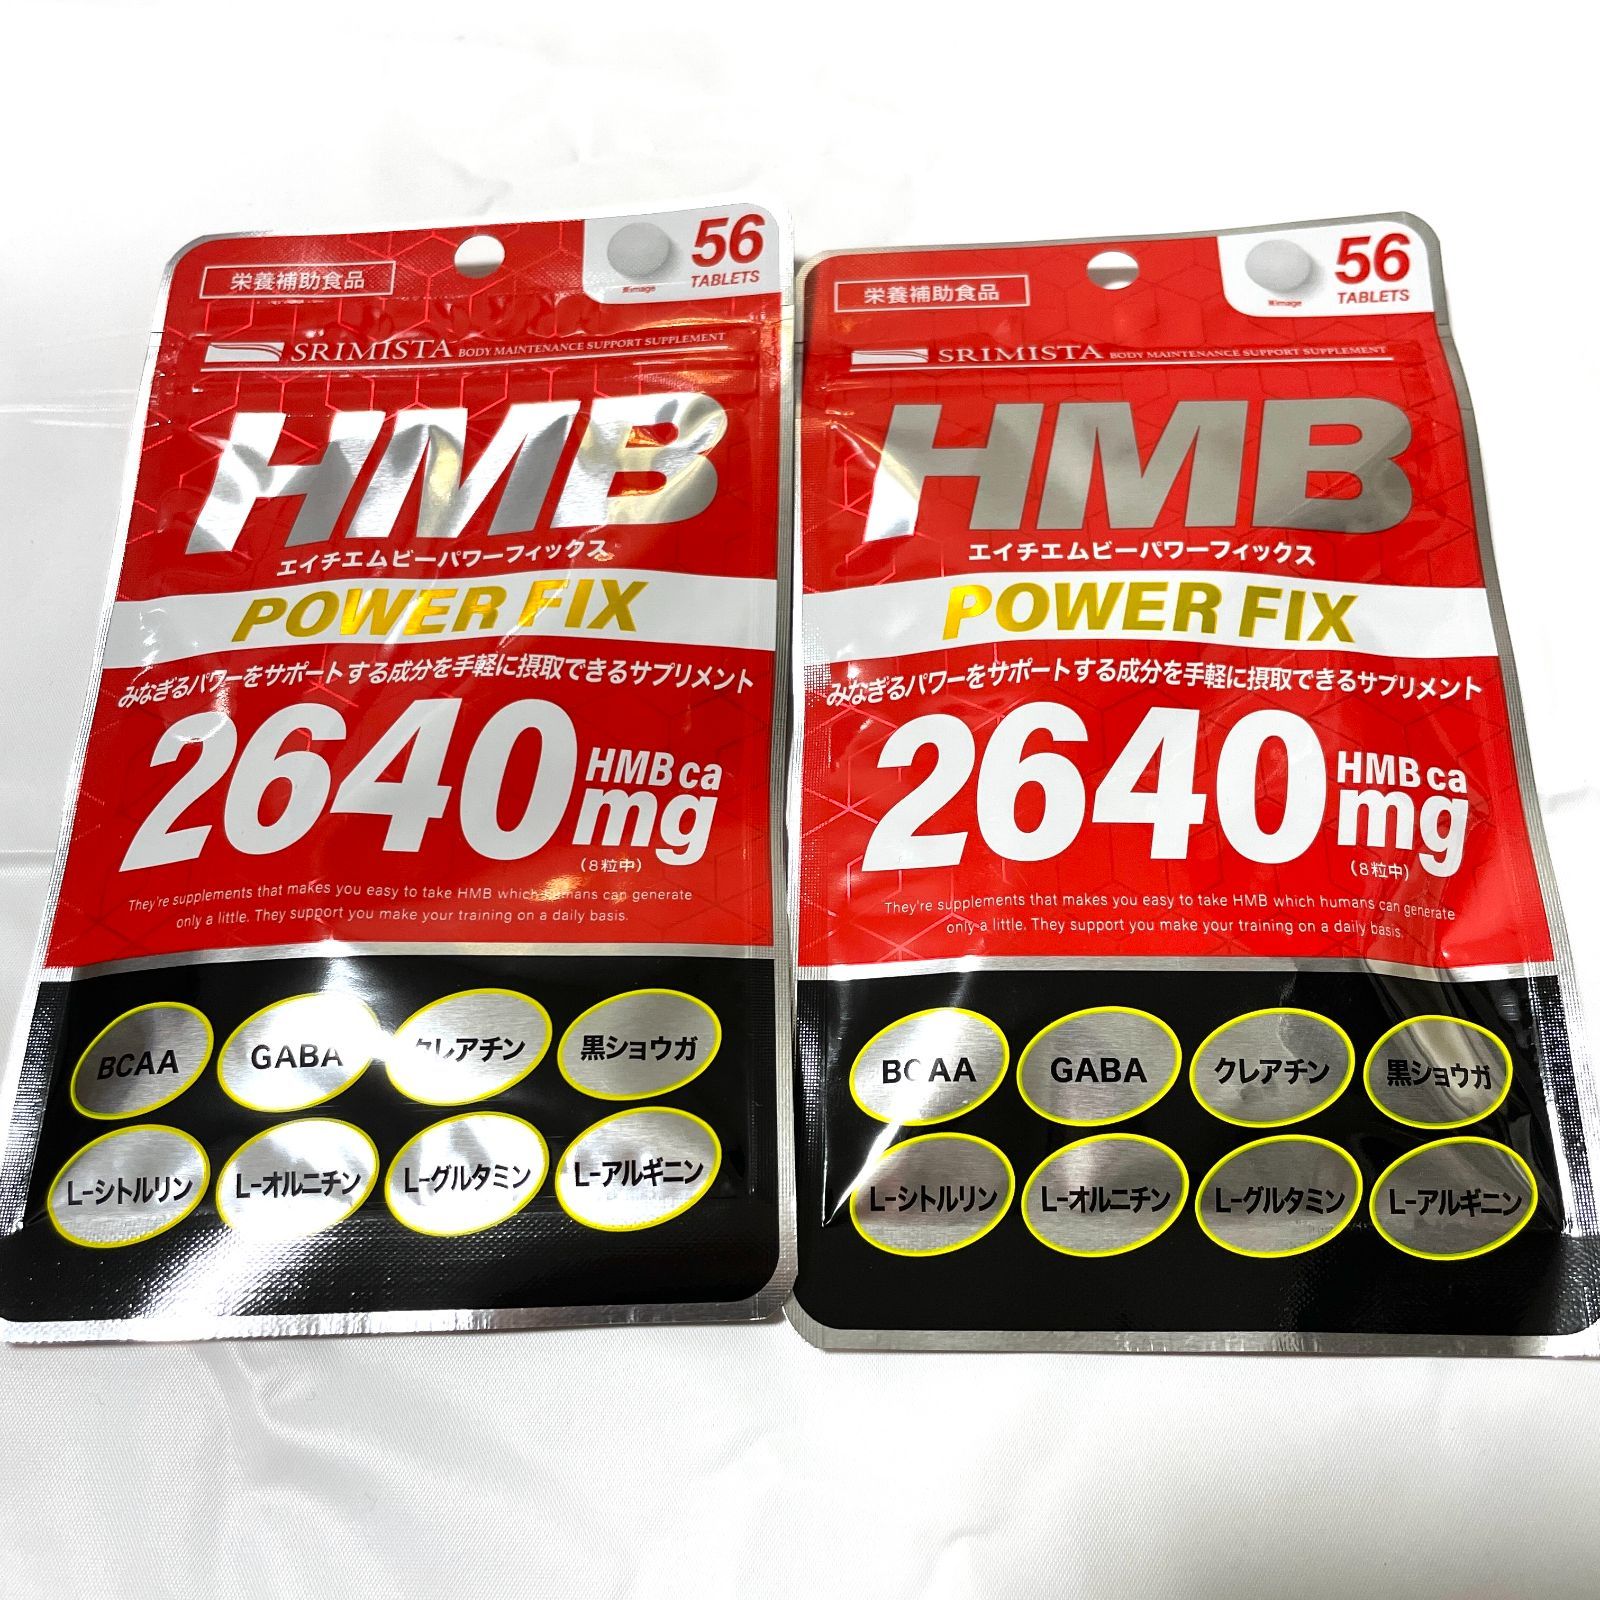 栄養補助食品
56
TABLETS
※image
SRIMISTA BODY MAINTENANCE SUPPORT SUPPLEMENT
HMB
エイチエムビーパワーフィックス
POWER FIX
みなぎるパワーをサポートする成分を手軽に摂取できるサプリメント
2640 HMB ca mg
(8粒中)
They're supplements that makes you easy to take HMB which humans can generate
only a little. They support you make your training on a daily basis.
BCAA GABA クレアチン 黒ショウガ
L-シトルリン L-オルニチン L-グルタミン L-アルギニン
栄養補助食品
56
TABLETS
※image
SRIMISTA BODY MAINTENANCE SUPPORT SUPPLEMENT
HMB
エイチエムビーパワーフィックス
POWER FIX
みなぎるパワーをサポートする成分を手軽に摂取できるサプリメント
2640 HMB ca mg
(8粒中)
They're supplements that makes you easy to take HMB which humans can generate
only a little. They support you make your training on a daily basis.
BCAA GABA クレアチン 黒ショウガ
L-シトルリン L-オルニチン L-グルタミン L-アルギニン